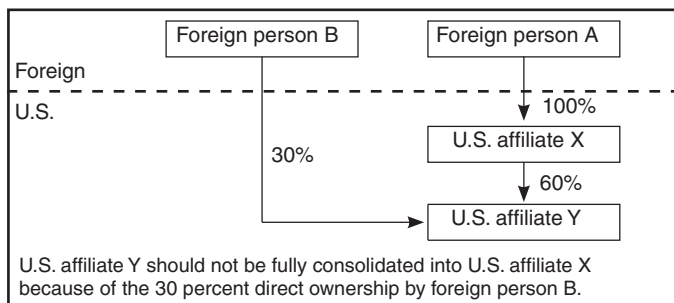 Foreign person B
Foreign person A
Foreign
U.S.
100%
U.S. affiliate X
30%
60%
U.S. affiliate Y
U.S. affiliate Y should not be fully consolidated into U.S. affiliate X
because of the 30 percent direct ownership by foreign person B.